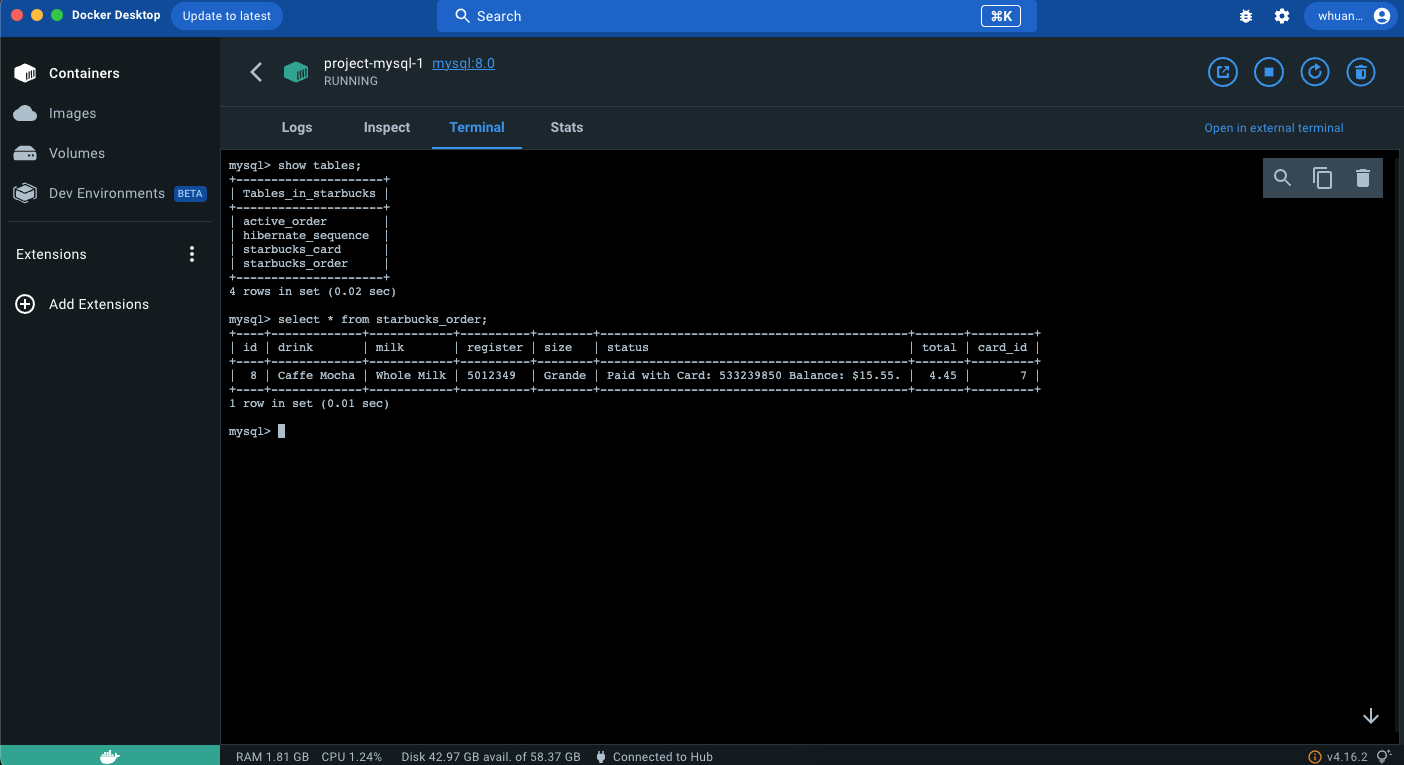 Docker Desktop Update to latest Search ⌘K whuan...
Containers
Images
Volumes
Dev Environments BETA
Extensions
Add Extensions
project-mysql-1 mysql:8.0
RUNNING
Logs Inspect Terminal Stats Open in external terminal
mysql> show tables;
+---------------------+
| Tables_in_starbucks |
+---------------------+
| active_order        |
| hibernate_sequence  |
| starbucks_card      |
| starbucks_order     |
+---------------------+
4 rows in set (0.02 sec)
mysql> select * from starbucks_order;
+----+-------------+------------+----------+--------+--------------------------------------------+-------+---------+
| id | drink       | milk       | register | size   | status                                     | total | card_id |
+----+-------------+------------+----------+--------+--------------------------------------------+-------+---------+
|  8 | Caffe Mocha | Whole Milk | 5012349  | Grande | Paid with Card: 533239850 Balance: $15.55. |  4.45 |       7 |
+----+-------------+------------+----------+--------+--------------------------------------------+-------+---------+
1 row in set (0.01 sec)
mysql>
RAM 1.81 GB CPU 1.24% Disk 42.97 GB avail. of 58.37 GB Connected to Hub v4.16.2